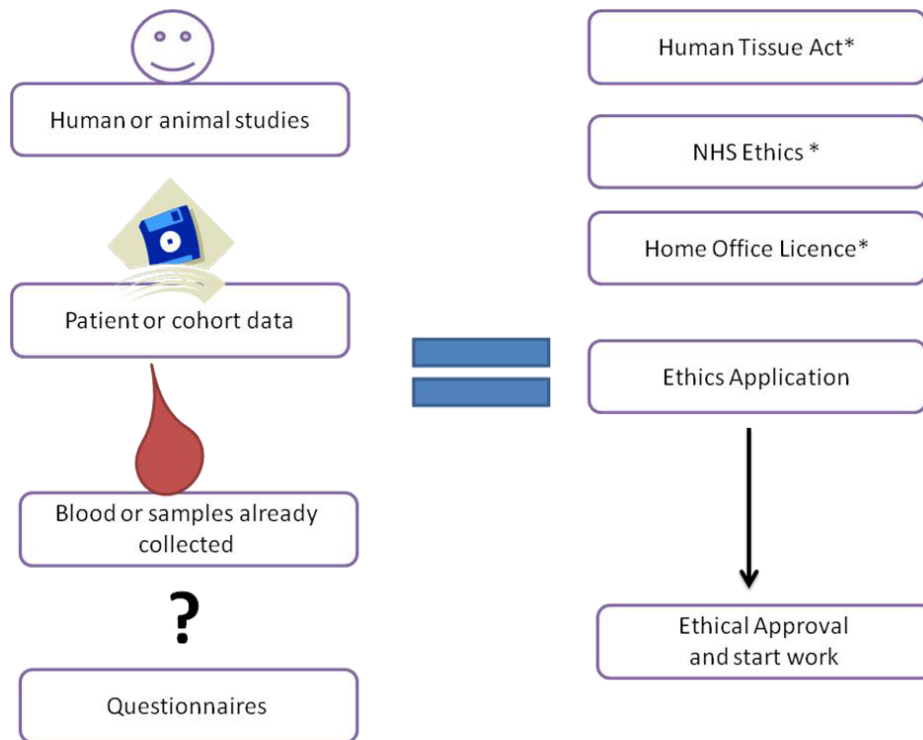 Human or animal studies
Patient or cohort data
Blood or samples already
collected
?
Questionnaires
Human Tissue Act*
NHS Ethics *
Home Office Licence*
Ethics Application
Ethical Approval
and start work